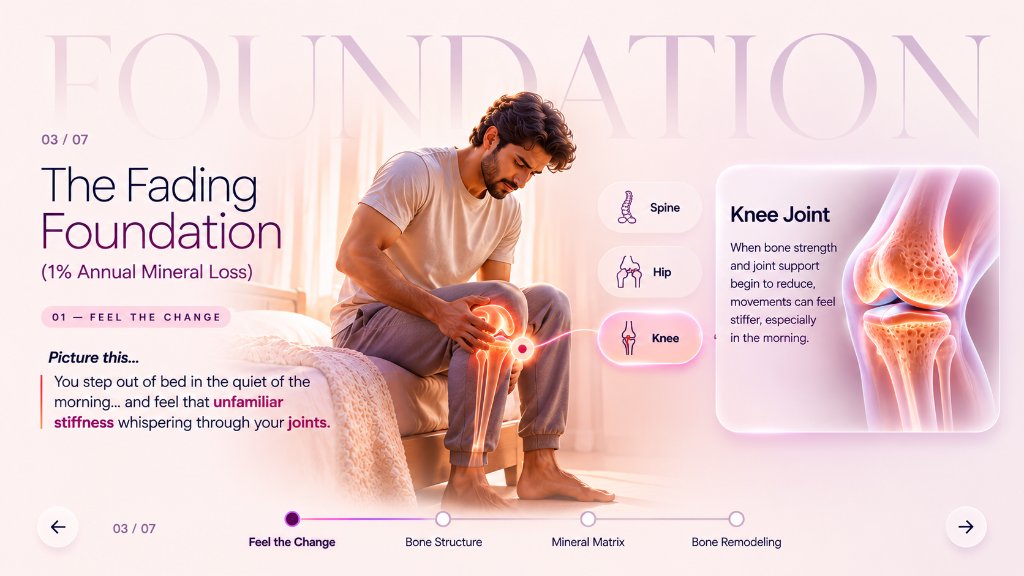 FOUNDATION
03 / 07
The Fading
Foundation
(1% Annual Mineral Loss)
01 — FEEL THE CHANGE
Picture this...
You step out of bed in the quiet of the
morning... and feel that unfamiliar
stiffness whispering through your joints.
Spine
Hip
Knee
Knee Joint
When bone strength
and joint support
begin to reduce,
movements can feel
stiffer, especially
in the morning.
←
03 / 07
Feel the Change
Bone Structure
Mineral Matrix
Bone Remodeling
→